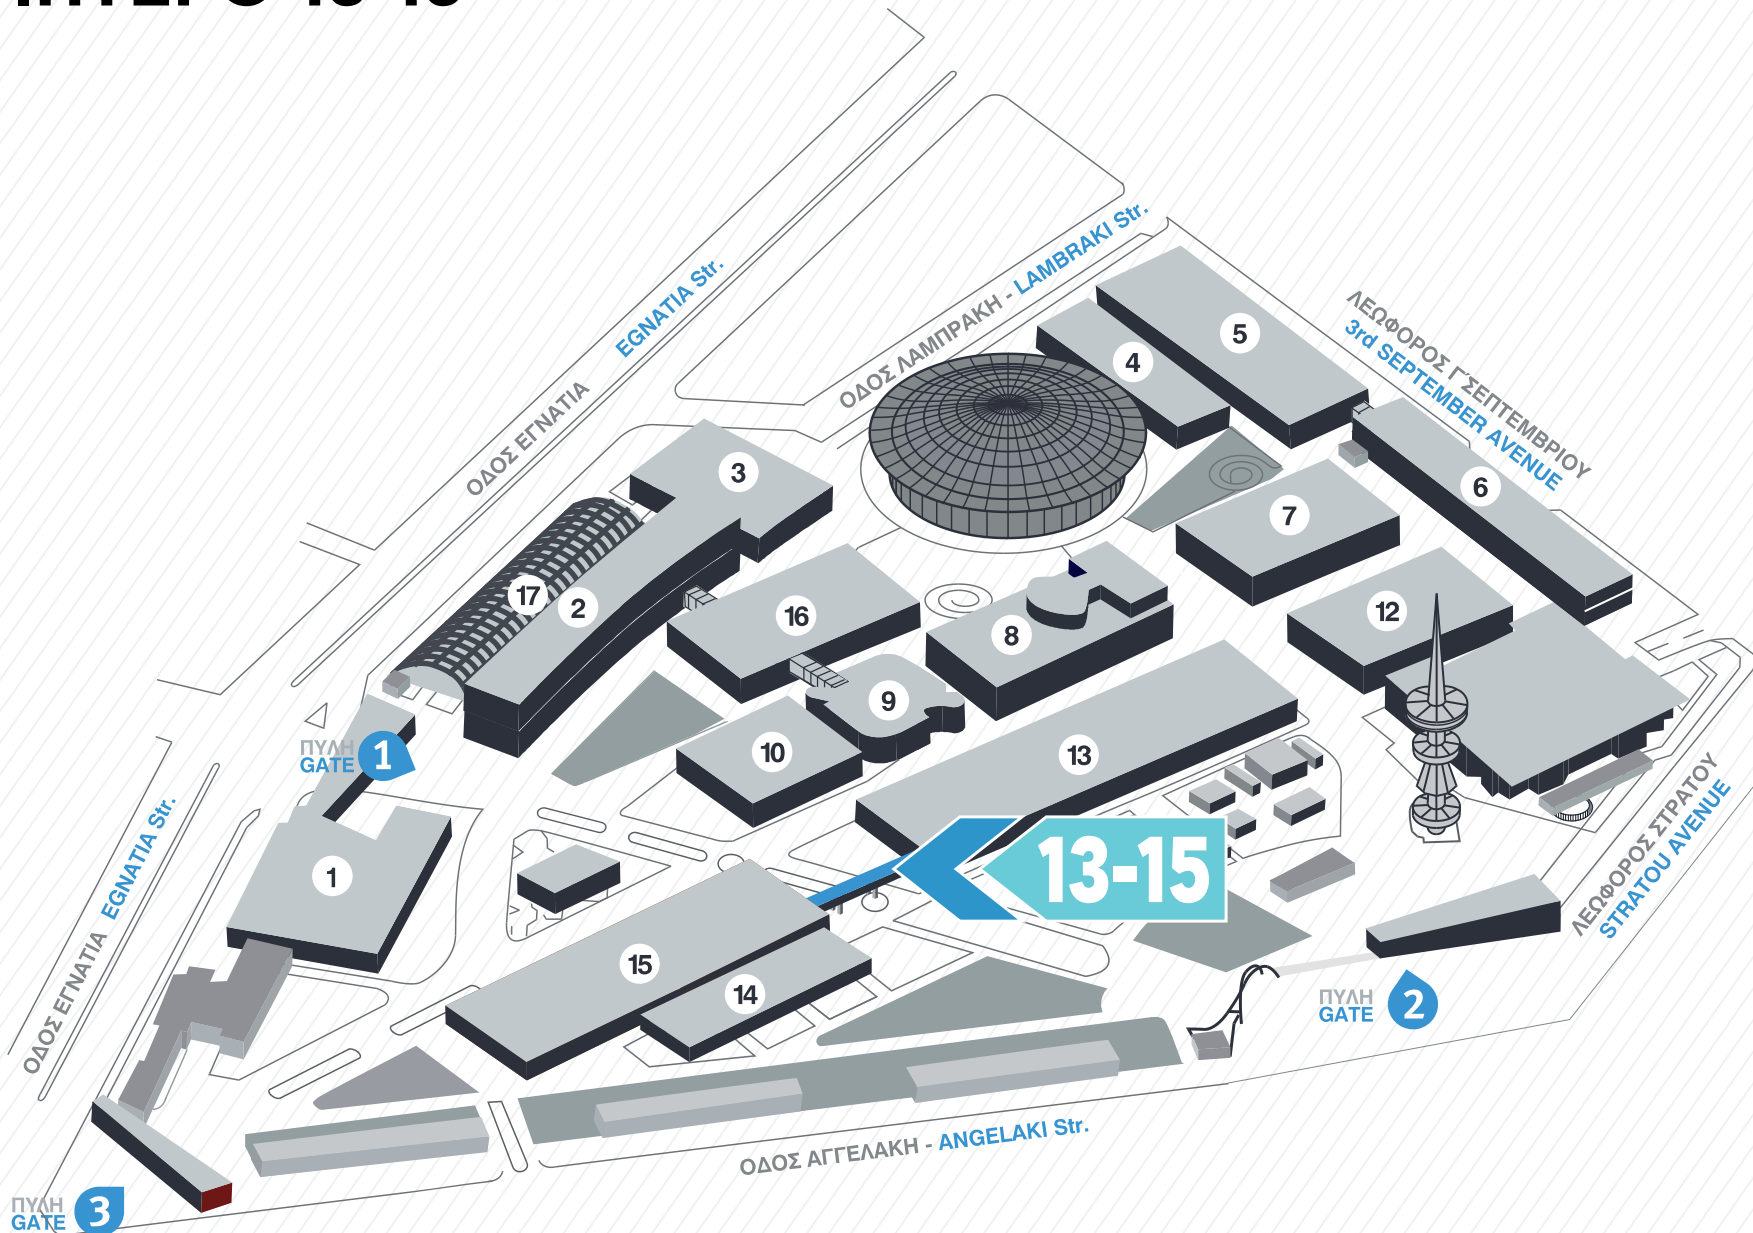 ΟΔΟΣ ΛΑΜΠΡΑΚΗ - LAMBRAKI Str.
EGNATIA Str.
ΟΔΟΣ ΕΓΝΑΤΙΑ
ΛΕΩΦΟΡΟΣ Γ΄ΣΕΠΤΕΜΒΡΙΟΥ
3rd SEPTEMBER AVENUE
5
4
3
6
7
17
2
16
8
12
9
10
13
ΠΥΛΗ
GATE
1
ΟΔΟΣ ΕΓΝΑΤΙΑ EGNATIA Str.
1
13-15
ΛΕΩΦΟΡΟΣ ΣΤΡΑΤΟΥ
STRATOU AVENUE
15
14
ΠΥΛΗ
GATE
2
ΟΔΟΣ ΑΓΓΕΛΑΚΗ - ANGELAKI Str.
ΠΥΛΗ
GATE
3